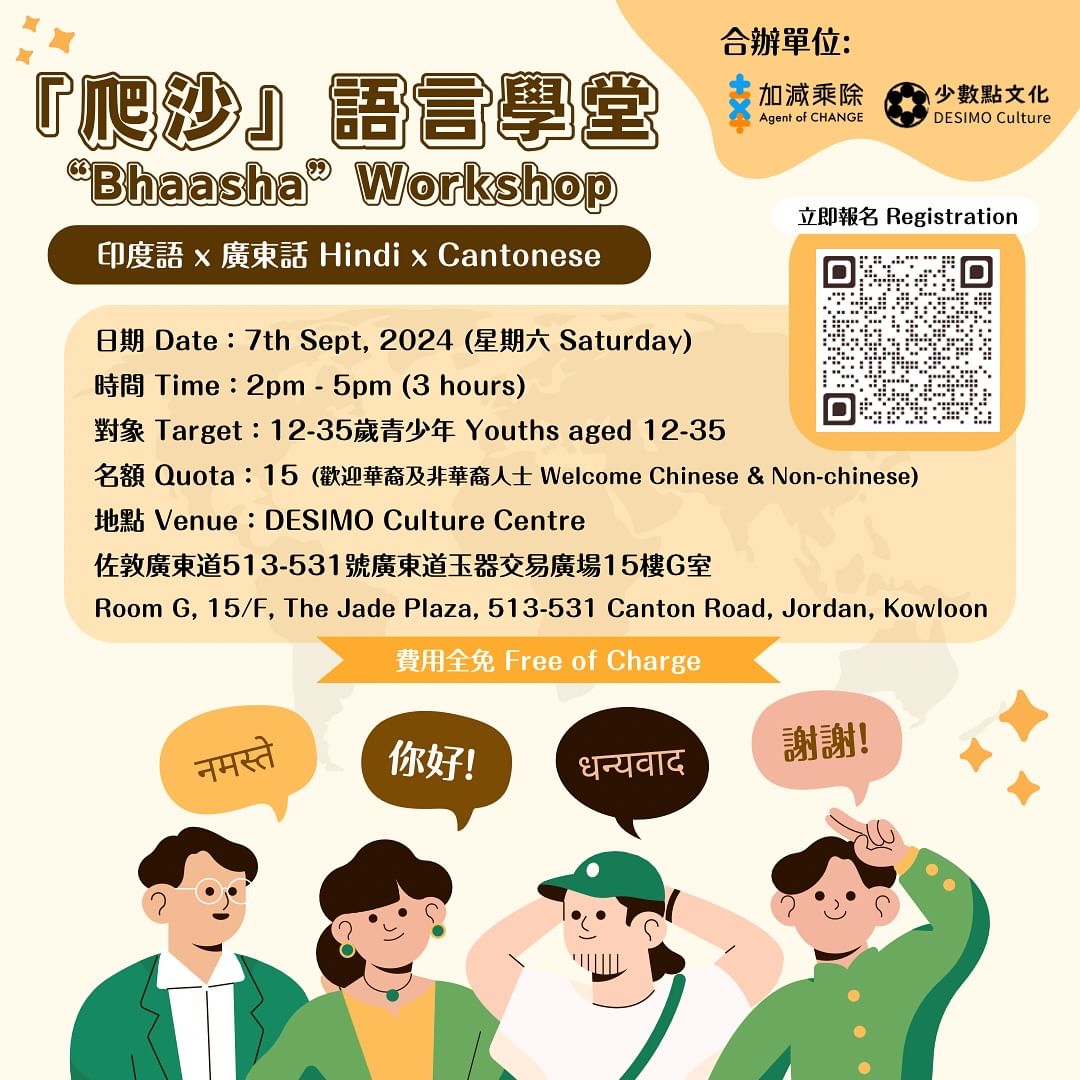 「爬沙」語言學堂
“Bhaasha” Workshop
印度語 x 廣東話 Hindi x Cantonese
合辦單位:
加減乘除
Agent of CHANGE
少數點文化
DESIMO Culture
立即報名 Registration
日期 Date：7th Sept, 2024 (星期六 Saturday)
時間 Time：2pm - 5pm (3 hours)
對象 Target：12-35歲青少年 Youths aged 12-35
名額 Quota：15 (歡迎華裔及非華裔人士 Welcome Chinese & Non-chinese)
地點 Venue：DESIMO Culture Centre
佐敦廣東道513-531號廣東道玉器交易廣場15樓G室
Room G, 15/F, The Jade Plaza, 513-531 Canton Road, Jordan, Kowloon
費用全免 Free of Charge
नमस्ते
你好!
धन्यवाद
謝謝!